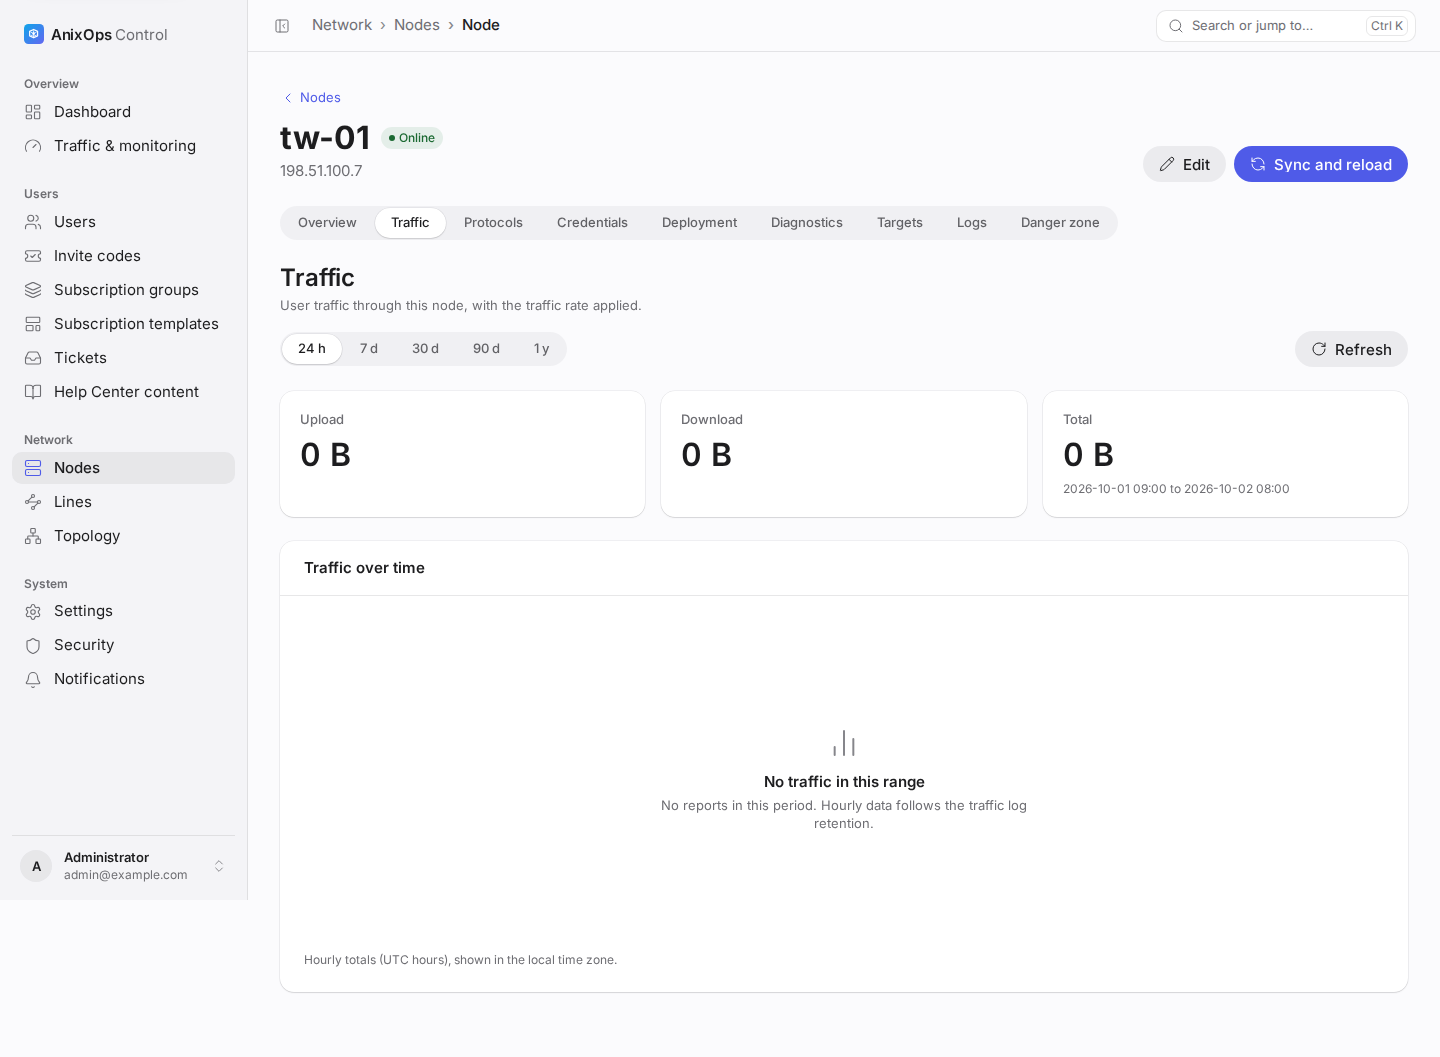 AnixOps Control
Overview
Dashboard
Traffic & monitoring
Users
Users
Invite codes
Subscription groups
Subscription templates
Tickets
Help Center content
Network
Nodes
Lines
Topology
System
Settings
Security
Notifications
A
Administrator
admin@example.com
Network › Nodes › Node
Search or jump to...
Ctrl K
Nodes
tw-01
Online
198.51.100.7
Edit
Sync and reload
Overview Traffic Protocols Credentials Deployment Diagnostics Targets Logs Danger zone
Traffic
User traffic through this node, with the traffic rate applied.
24 h 7 d 30 d 90 d 1 y
Refresh
Upload
0 B
Download
0 B
Total
0 B
2026-10-01 09:00 to 2026-10-02 08:00
Traffic over time
No traffic in this range
No reports in this period. Hourly data follows the traffic log
retention.
Hourly totals (UTC hours), shown in the local time zone.